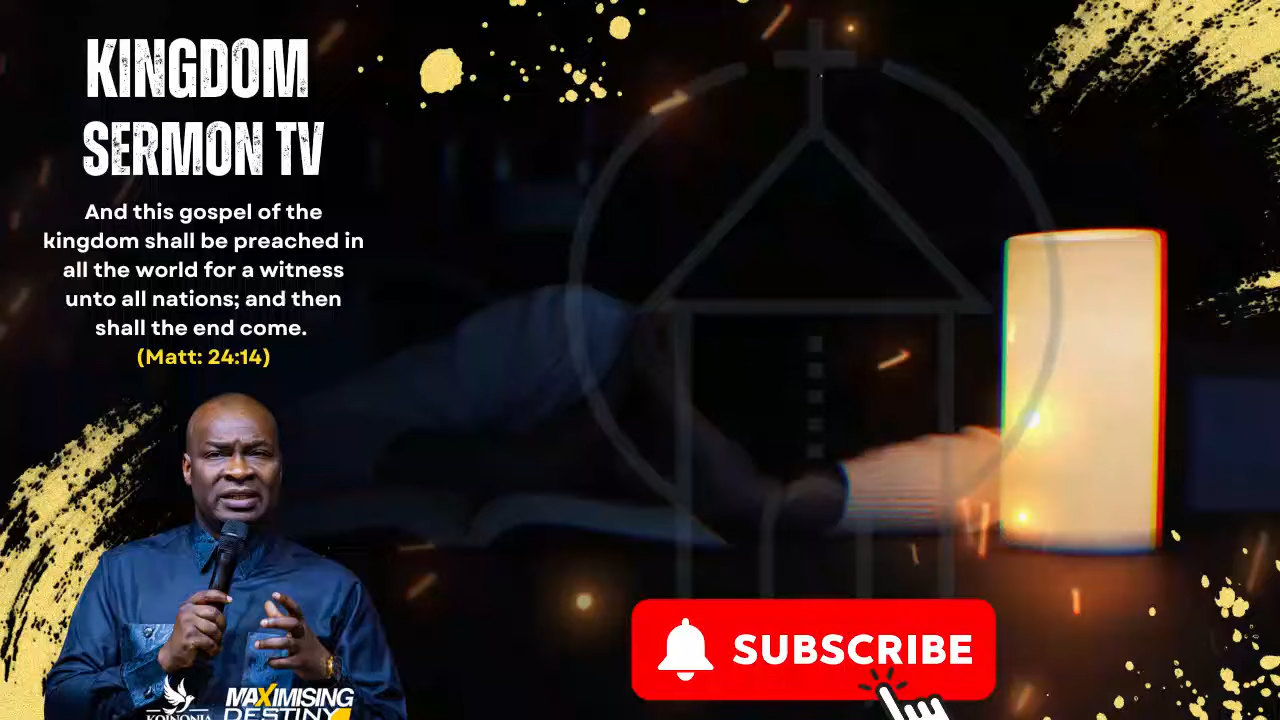 KINGDOM
SERMON TV
And this gospel of the
kingdom shall be preached in
all the world for a witness
unto all nations; and then
shall the end come.
(Matt: 24:14)
KOINONIA
MAXIMISING
DESTINY
SUBSCRIBE